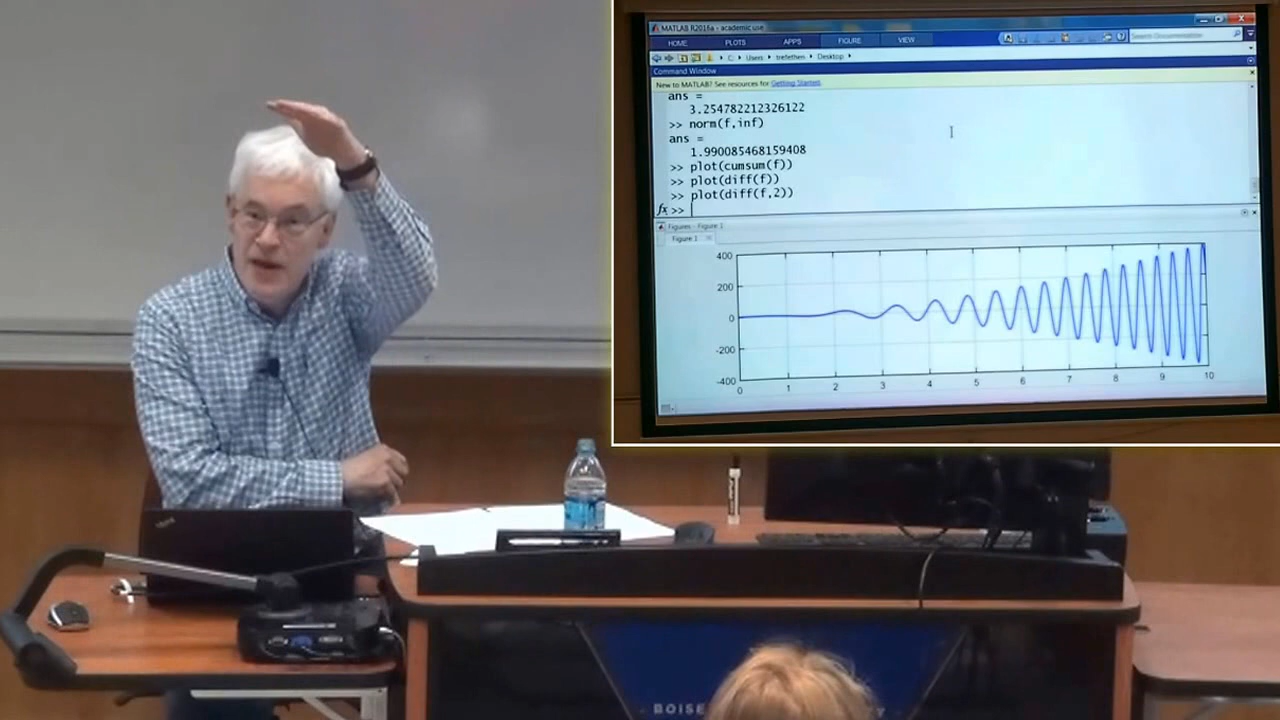 MATLAB R2016a - academic use
HOME PLOTS APPS FIGURE VIEW
Search Documentation
C: Users trefethen Desktop
Command Window
New to MATLAB? See resources for Getting Started.
ans =
3.254782212326122
>> norm(f,inf)
ans =
1.990085468159408
>> plot(cumsum(f))
>> plot(diff(f))
>> plot(diff(f,2))
fx >>
Figures - Figure 1
Figure 1
400
200
0
-200
-400
0 1 2 3 4 5 6 7 8 9 10
BOISE